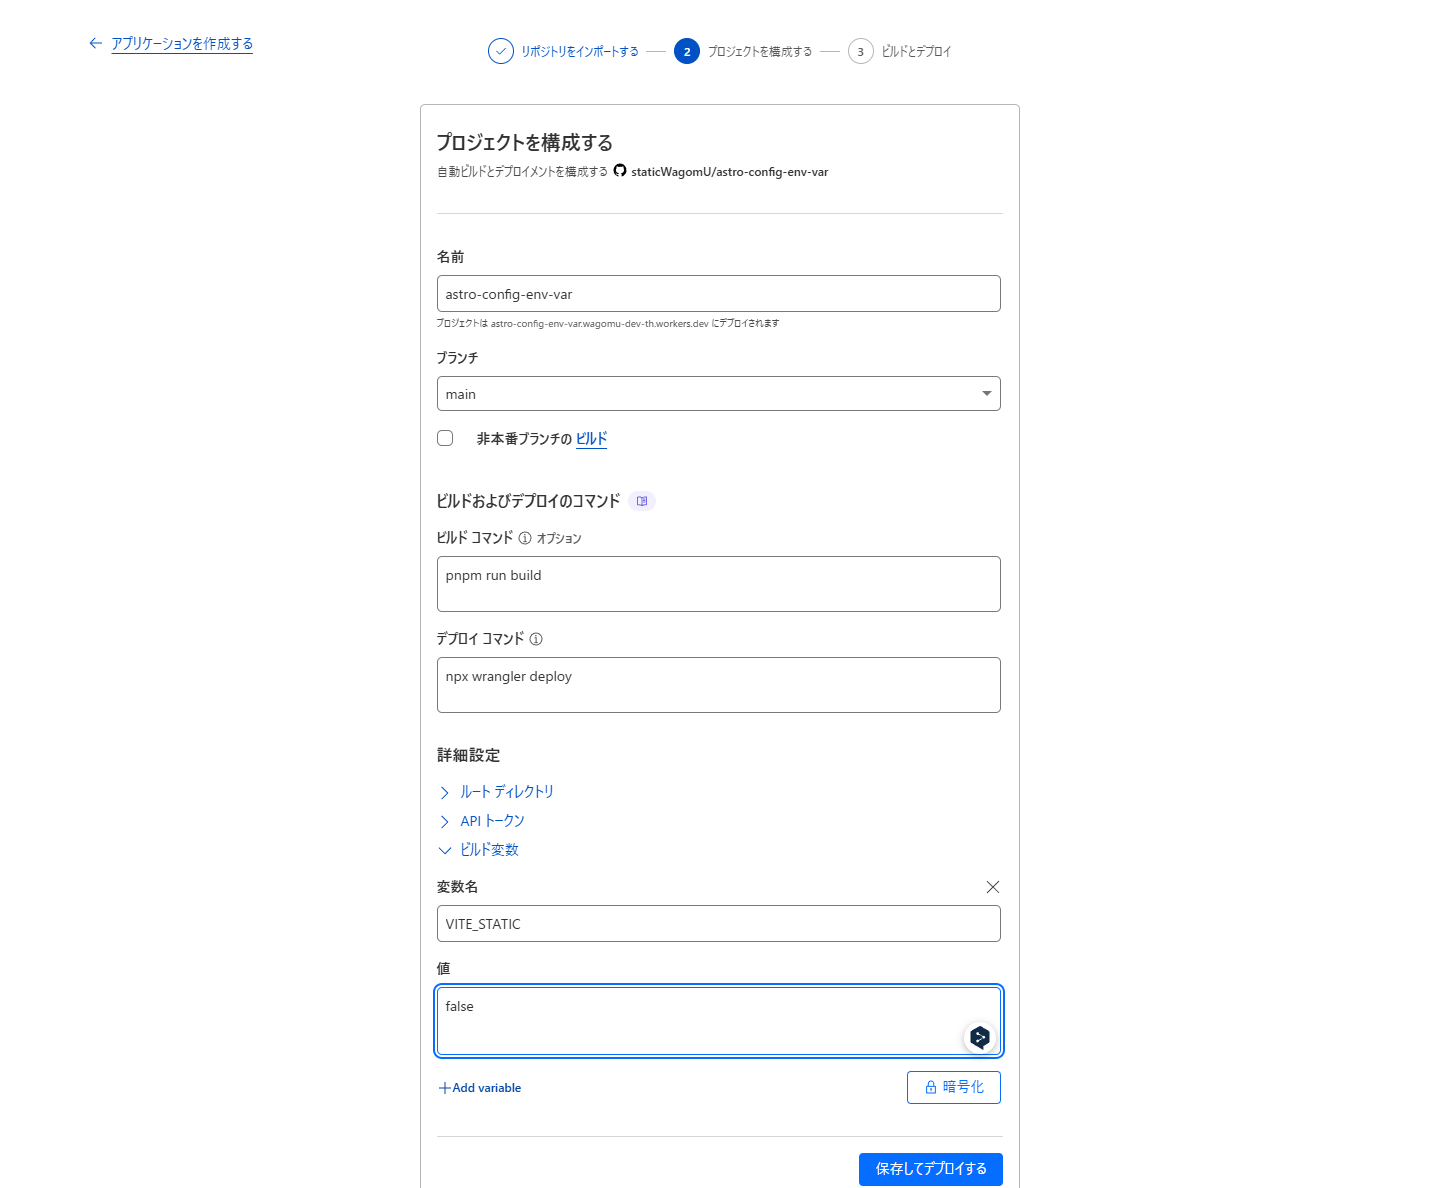 アプリケーションを作成する
リポジトリをインポートする
2 プロジェクトを構成する
3 ビルドとデプロイ
プロジェクトを構成する
自動ビルドとデプロイメントを構成する staticWagomU/astro-config-env-var
名前
astro-config-env-var
プロジェクトは astro-config-env-var.wagomu-dev-th.workers.dev にデプロイされます
ブランチ
main
非本番ブランチの ビルド
ビルドおよびデプロイのコマンド
ビルド コマンド オプション
pnpm run build
デプロイ コマンド
npx wrangler deploy
詳細設定
ルート ディレクトリ
API トークン
ビルド変数
変数名
VITE_STATIC
値
false
Add variable
暗号化
保存してデプロイする